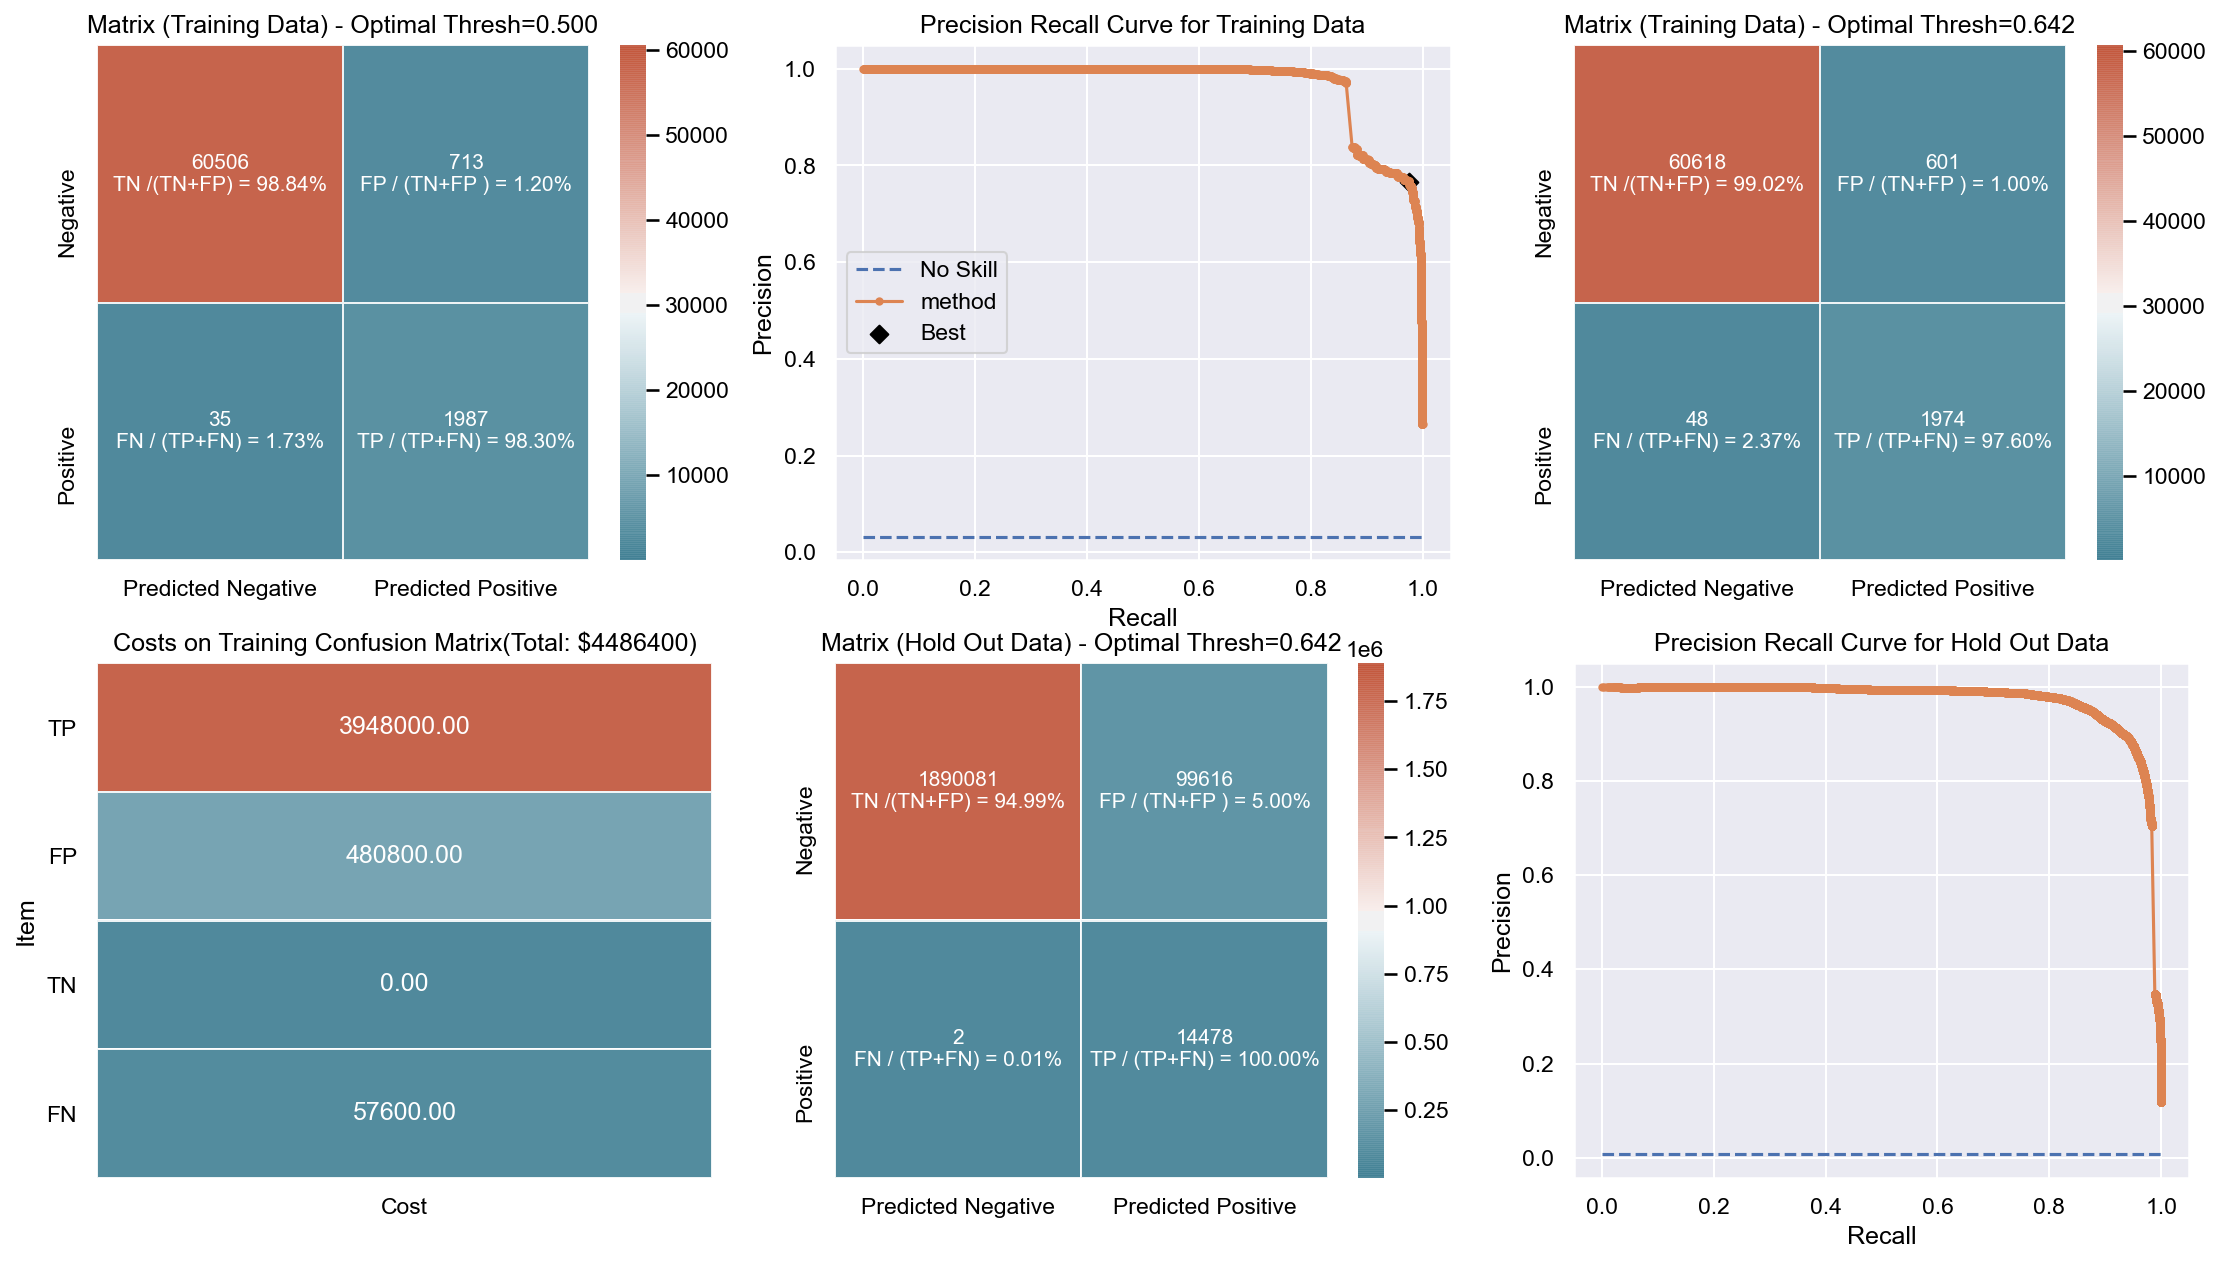 Matrix (Training Data) - Optimal Thresh=0.500
60000
50000
40000
30000
20000
10000
Negative
Positive
60506
TN /(TN+FP) = 98.84%
713
FP / (TN+FP ) = 1.20%
35
FN / (TP+FN) = 1.73%
1987
TP / (TP+FN) = 98.30%
Predicted Negative
Predicted Positive
Precision Recall Curve for Training Data
Precision
1.0
0.8
0.6
0.4
0.2
0.0
No Skill
method
Best
0.0
0.2
0.4
0.6
0.8
1.0
Recall
Matrix (Training Data) - Optimal Thresh=0.642
60000
50000
40000
30000
20000
10000
Negative
Positive
60618
TN /(TN+FP) = 99.02%
601
FP / (TN+FP ) = 1.00%
48
FN / (TP+FN) = 2.37%
1974
TP / (TP+FN) = 97.60%
Predicted Negative
Predicted Positive
Costs on Training Confusion Matrix(Total: $4486400)
Item
TP
3948000.00
FP
480800.00
TN
0.00
FN
57600.00
Cost
Matrix (Hold Out Data) - Optimal Thresh=0.642
1e6
1.75
1.50
1.25
1.00
0.75
0.50
0.25
Negative
Positive
1890081
TN /(TN+FP) = 94.99%
99616
FP / (TN+FP ) = 5.00%
2
FN / (TP+FN) = 0.01%
14478
TP / (TP+FN) = 100.00%
Predicted Negative
Predicted Positive
Precision Recall Curve for Hold Out Data
Precision
1.0
0.8
0.6
0.4
0.2
0.0
0.0
0.2
0.4
0.6
0.8
1.0
Recall